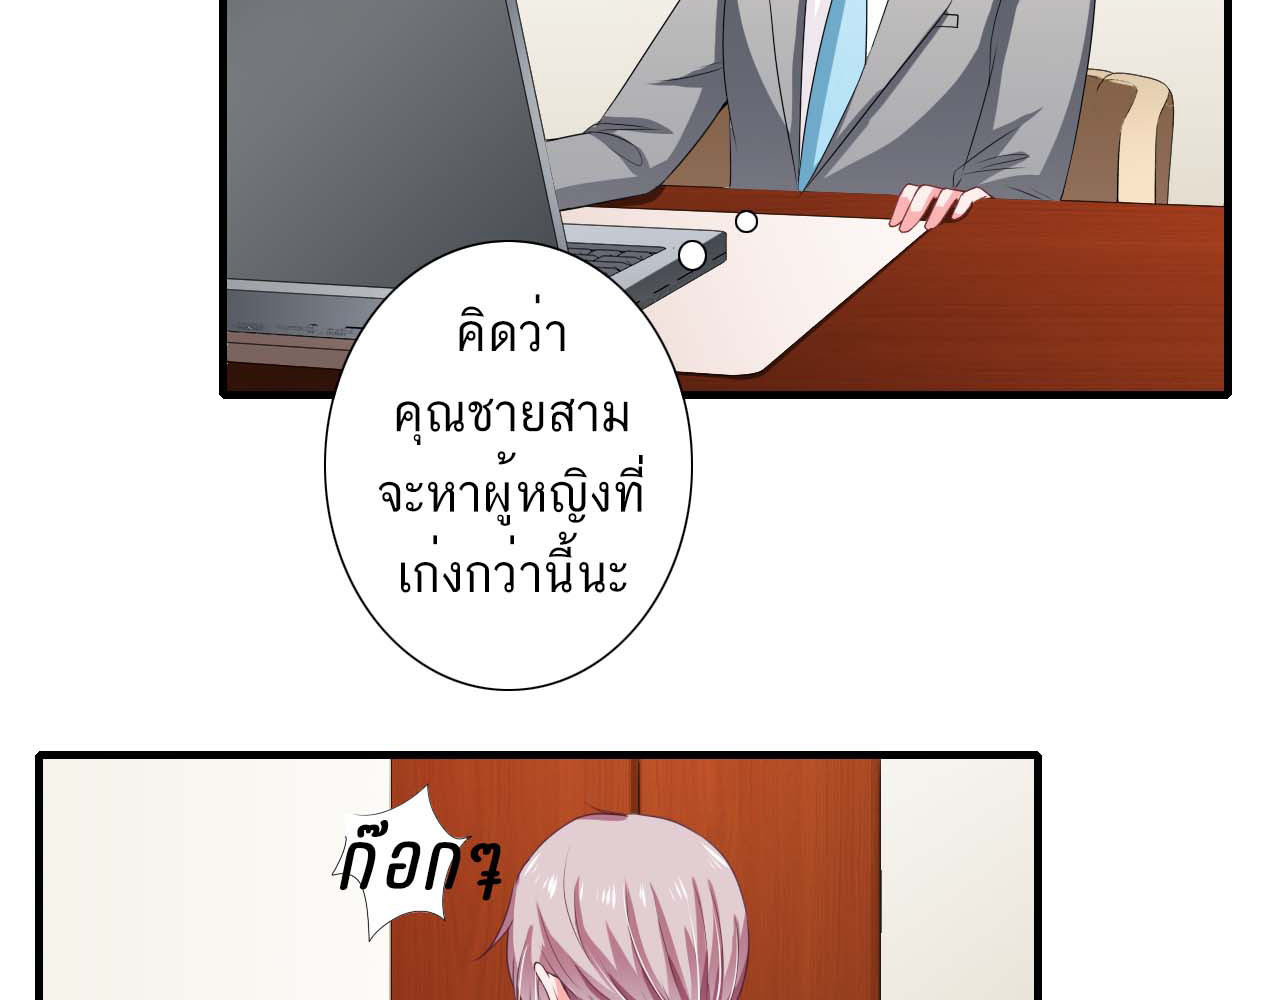 คิดว่า
คุณชายสาม
จะหาผู้หญิงที่
เก่งกว่านี้นะ
ก๊อกๆ